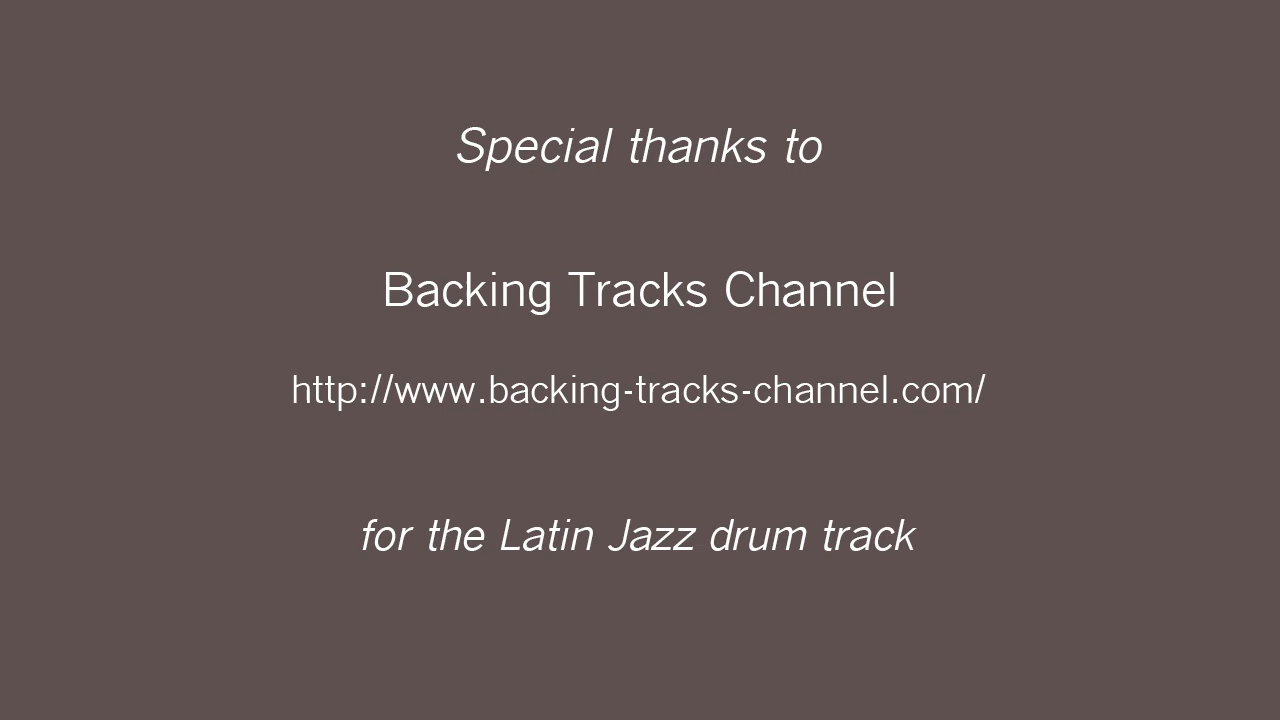 Special thanks to
Backing Tracks Channel
http://www.backing-tracks-channel.com/
for the Latin Jazz drum track